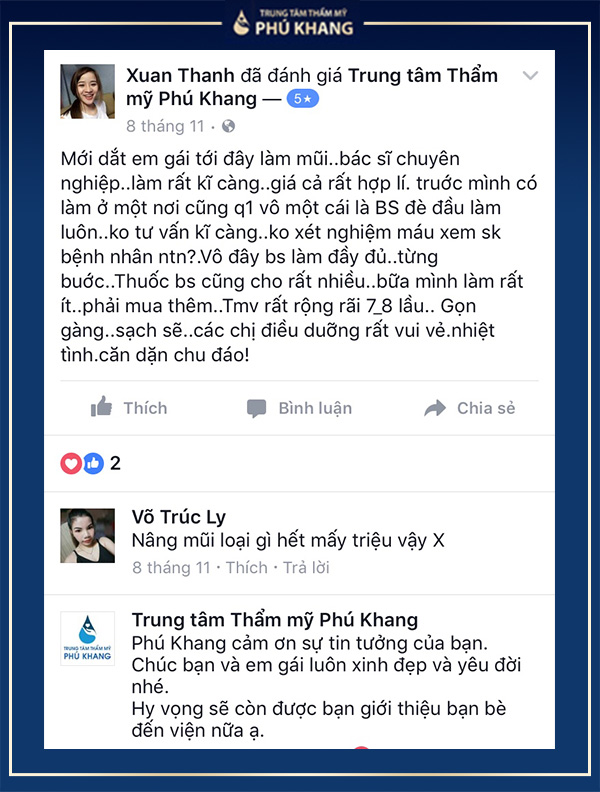 TRUNG TÂM THẨM MỸ
PHÚ KHANG
Xuan Thanh đã đánh giá Trung tâm Thẩm
mỹ Phú Khang — 5★
8 tháng 11 ·
Mới dắt em gái tới đây làm mũi..bác sĩ chuyên
nghiệp..làm rất kĩ càng..giá cả rất hợp lí. truớc mình có
làm ở một nơi cũng q1 vô một cái là BS đè đầu làm
luôn..ko tư vấn kĩ càng..ko xét nghiệm máu xem sk
bệnh nhân ntn?.Vô đây bs làm đầy đủ..từng
buớc..Thuốc bs cũng cho rất nhiều..bữa mình làm rất
ít..phải mua thêm..Tmv rất rộng rãi 7_8 lầu.. Gọn
gàng..sạch sẽ..các chị điều duỡng rất vui vẻ.nhiệt
tình.căn dặn chu đáo!
Thích Bình luận Chia sẻ
2
Võ Trúc Ly
Nâng mũi loại gì hết mấy triệu vậy X
8 tháng 11 · Thích · Trả lời
TRUNG TÂM THẨM MỸ
PHÚ KHANG
Trung tâm Thẩm mỹ Phú Khang
Phú Khang cảm ơn sự tin tưởng của bạn.
Chúc bạn và em gái luôn xinh đẹp và yêu đời
nhé.
Hy vọng sẽ còn được bạn giới thiệu bạn bè
đến viện nữa ạ.